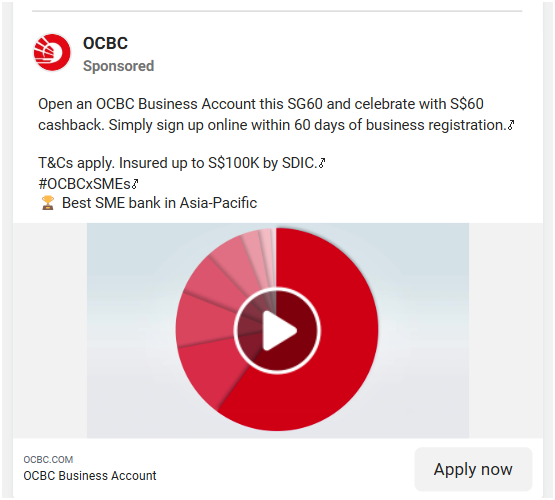 OCBC
Sponsored
Open an OCBC Business Account this SG60 and celebrate with S$60
cashback. Simply sign up online within 60 days of business registration.
T&Cs apply. Insured up to S$100K by SDIC.
#OCBCxSMEs
🏆 Best SME bank in Asia-Pacific
OCBC.COM
OCBC Business Account
Apply now